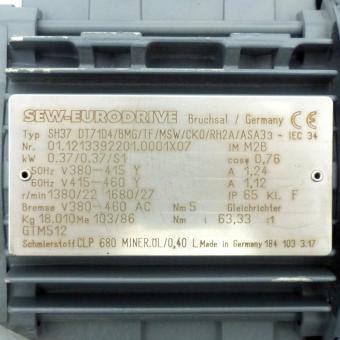 SEW-EURODRIVE Bruchsal / Germany CE
Typ SH37 DT71D4/BMG/TF/MSW/CK0/RH2A/ASA33 - IEC 34
Nr. 01.1213392201.0001X07 IM M2B
kW 0.37/0.37/S1 cosφ 0,76
50Hz V380-415 Y A 1,24
60Hz V415-460 Y A 1,12
r/min 1380/22 1680/27 IP 65 Kl. F
Bremse V380-460 AC Nm 5 Gleichrichter
Kg 18.010 Ma 103/86 Nm i 63,33 :1
GTM512
Schmierstoff CLP 680 MINER.ÖL/0,40 L Made in Germany 184 103 3.17